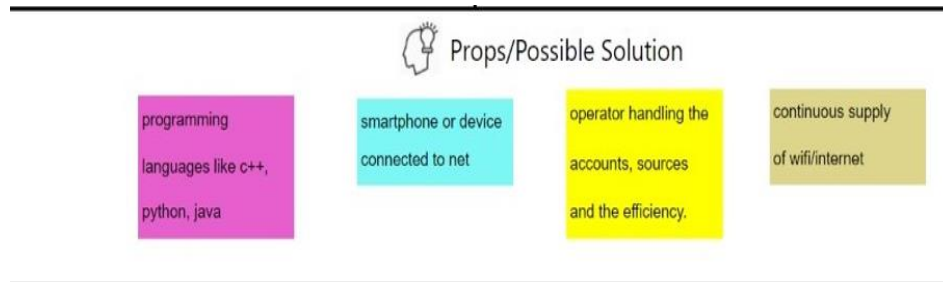 Props/Possible Solution
programming
languages like c++,
python, java
smartphone or device
connected to net
operator handling the
accounts, sources
and the efficiency.
continuous supply
of wifi/internet